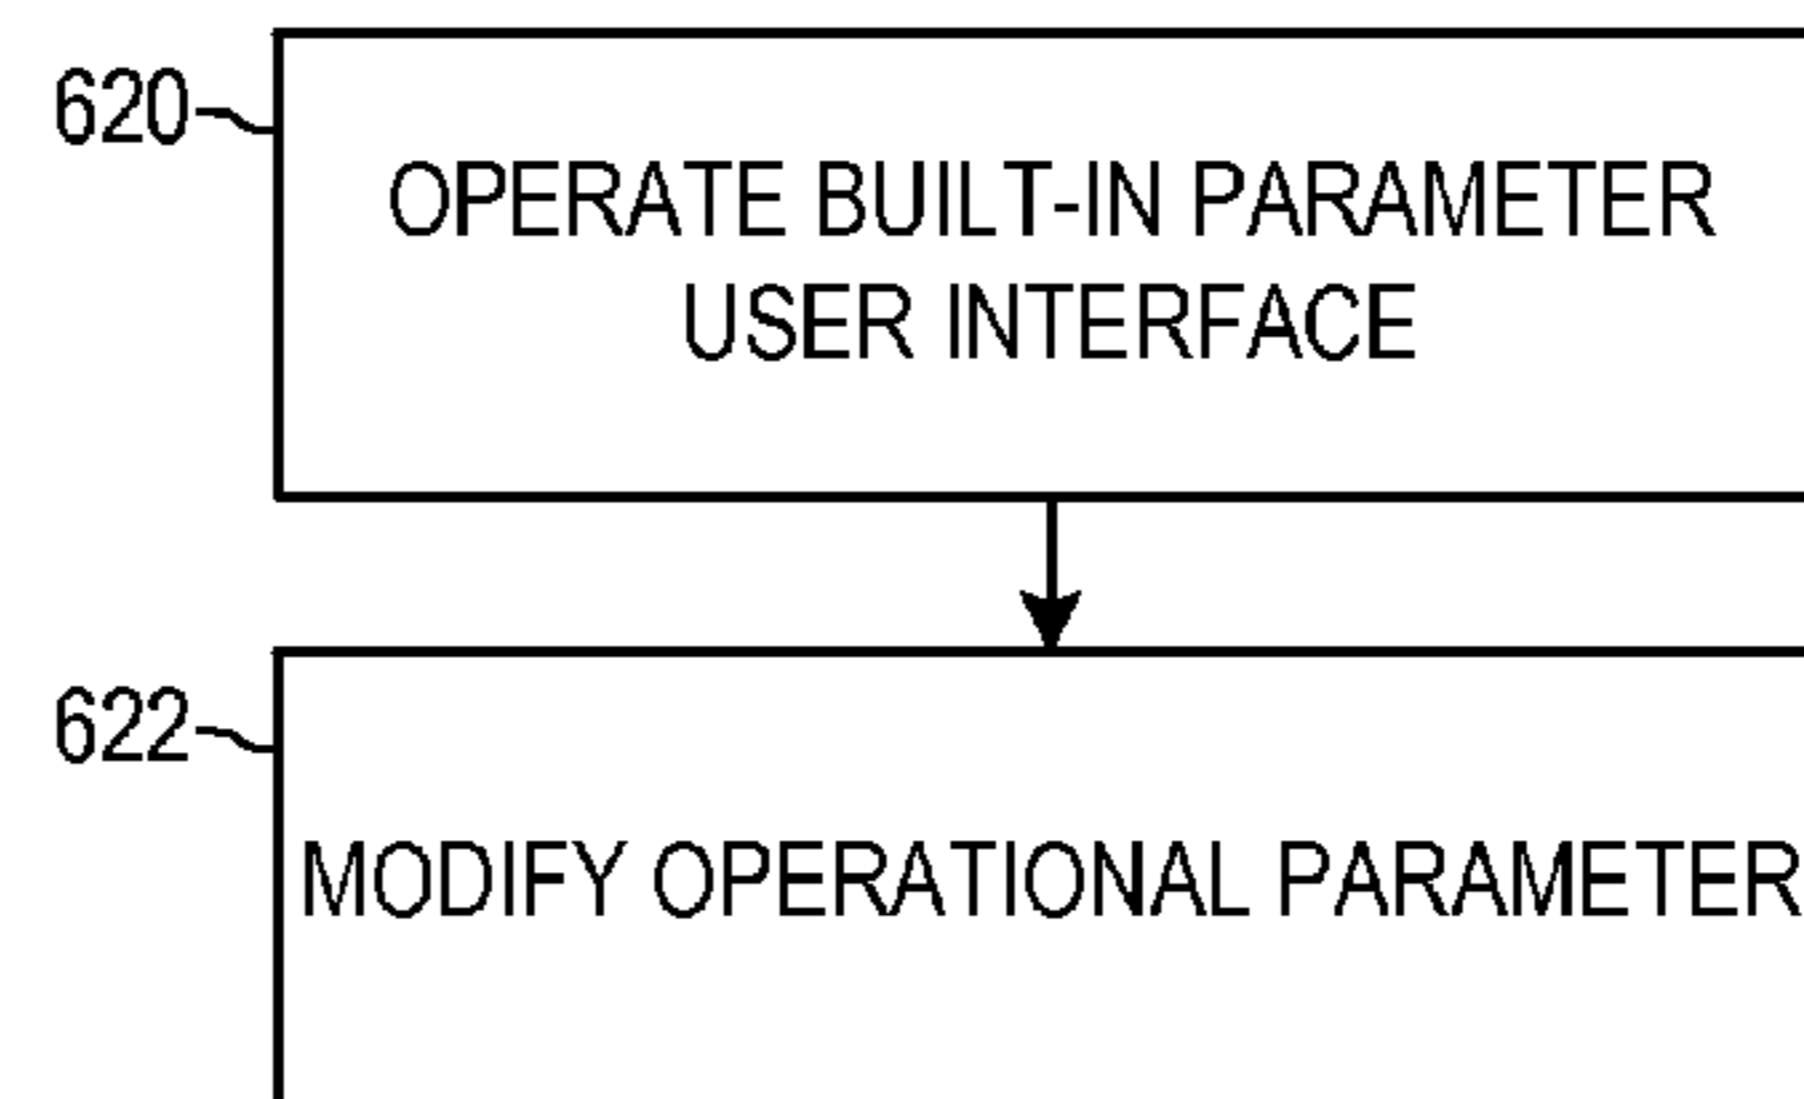 620
OPERATE BUILT-IN PARAMETER
USER INTERFACE
622
MODIFY OPERATIONAL PARAMETER